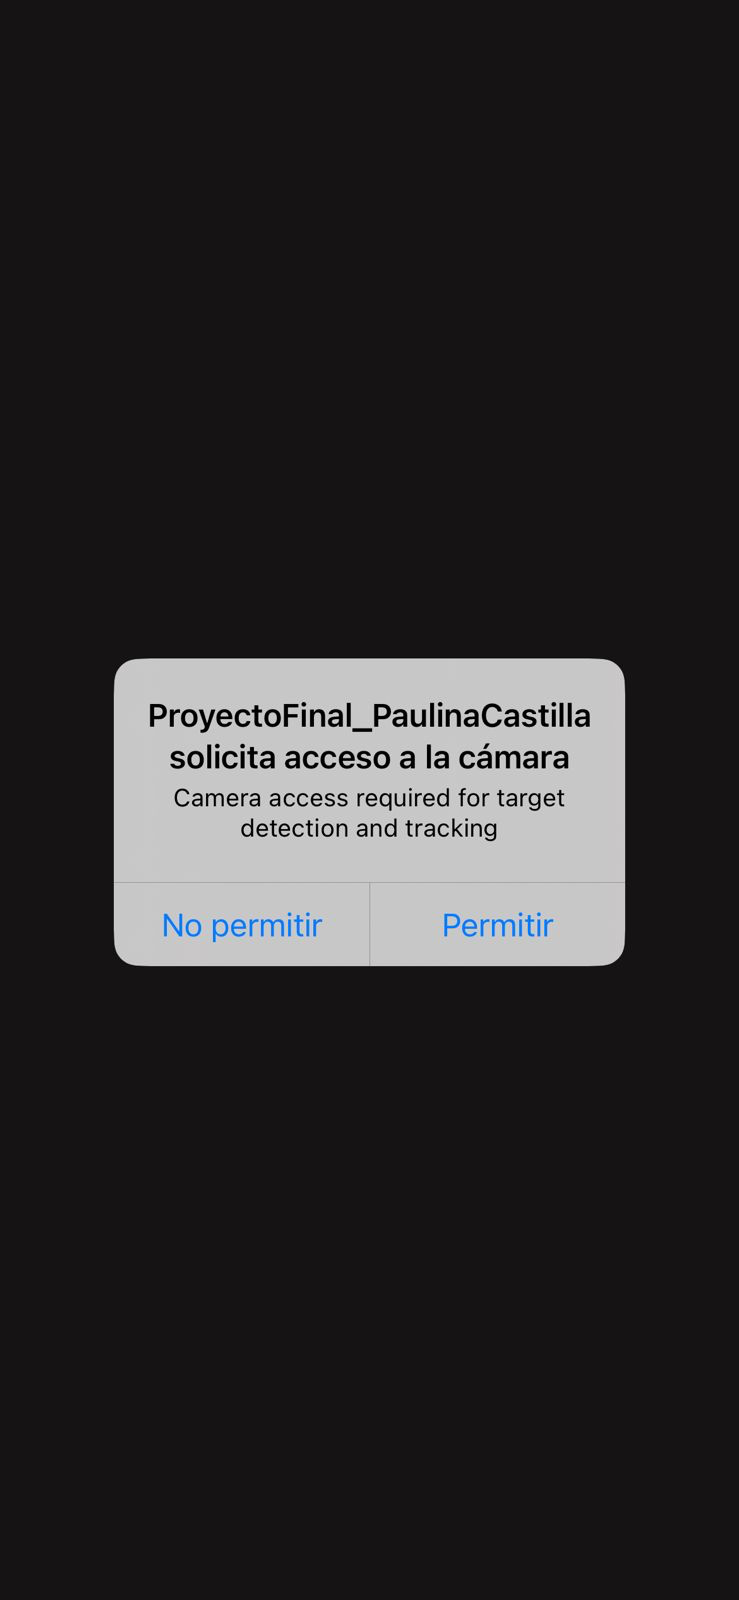 ProyectoFinal_PaulinaCastilla
solicita acceso a la cámara
Camera access required for target
detection and tracking
No permitir
Permitir